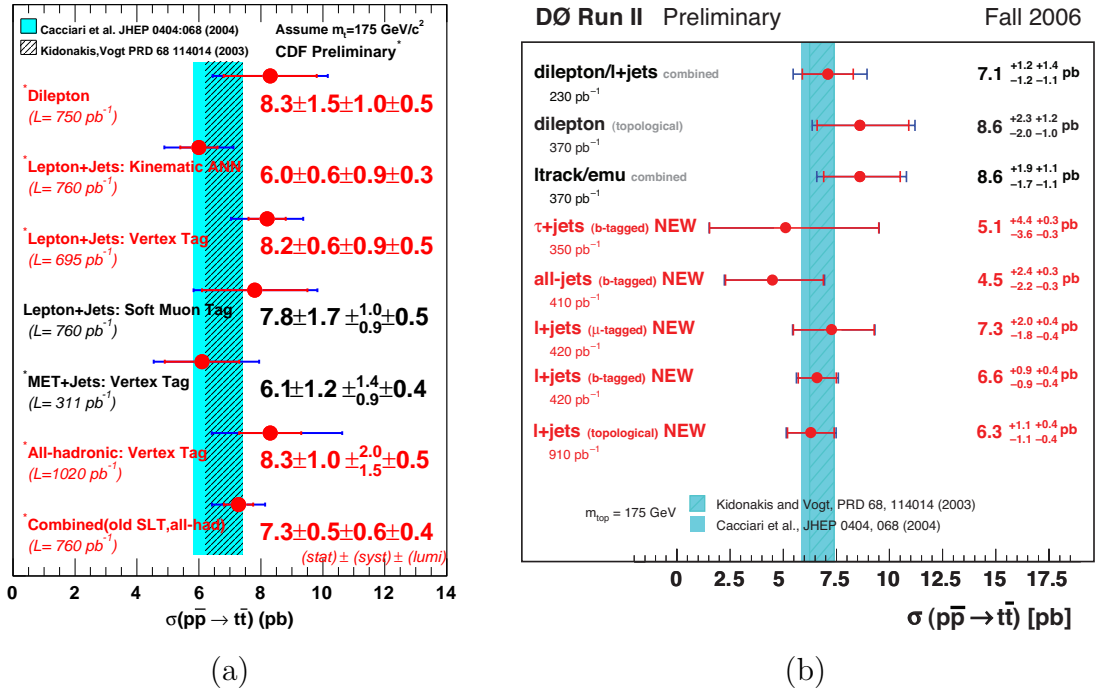 Cacciari et al. JHEP 0404:068 (2004)
Kidonakis,Vogt PRD 68 114014 (2003)
Assume mt=175 GeV/c²
CDF Preliminary*
*Dilepton
(L= 750 pb⁻¹)
8.3±1.5±1.0±0.5
*Lepton+Jets: Kinematic ANN
(L= 760 pb⁻¹)
6.0±0.6±0.9±0.3
*Lepton+Jets: Vertex Tag
(L= 695 pb⁻¹)
8.2±0.6±0.9±0.5
Lepton+Jets: Soft Muon Tag
(L= 760 pb⁻¹)
7.8±1.7 ±1.0 0.9 ±0.5
*MET+Jets: Vertex Tag
(L= 311 pb⁻¹)
6.1±1.2 ±1.4 0.9 ±0.4
*All-hadronic: Vertex Tag
(L=1020 pb⁻¹)
8.3±1.0 ±2.0 1.5 ±0.5
*Combined(old SLT,all-had)
(L= 760 pb⁻¹)
7.3±0.5±0.6±0.4
(stat) ± (syst) ± (lumi)
0 2 4 6 8 10 12 14
σ(pp̅ → tt̅) (pb)
(a)
DØ Run II Preliminary Fall 2006
dilepton/l+jets combined
230 pb⁻¹
7.1 +1.2 −1.2 +1.4 −1.1 pb
dilepton (topological)
370 pb⁻¹
8.6 +2.3 −2.0 +1.2 −1.0 pb
ltrack/emu combined
370 pb⁻¹
8.6 +1.9 −1.7 +1.1 −1.1 pb
τ+jets (b-tagged) NEW
350 pb⁻¹
5.1 +4.4 −3.6 +0.3 −0.3 pb
all-jets (b-tagged) NEW
410 pb⁻¹
4.5 +2.4 −2.2 +0.3 −0.3 pb
l+jets (μ-tagged) NEW
420 pb⁻¹
7.3 +2.0 −1.8 +0.4 −0.4 pb
l+jets (b-tagged) NEW
420 pb⁻¹
6.6 +0.9 −0.9 +0.4 −0.4 pb
l+jets (topological) NEW
910 pb⁻¹
6.3 +1.1 −1.1 +0.4 −0.4 pb
mtop = 175 GeV
Kidonakis and Vogt, PRD 68, 114014 (2003)
Cacciari et al., JHEP 0404, 068 (2004)
0 2.5 5 7.5 10 12.5 15 17.5
σ (pp̅ → tt̅) [pb]
(b)